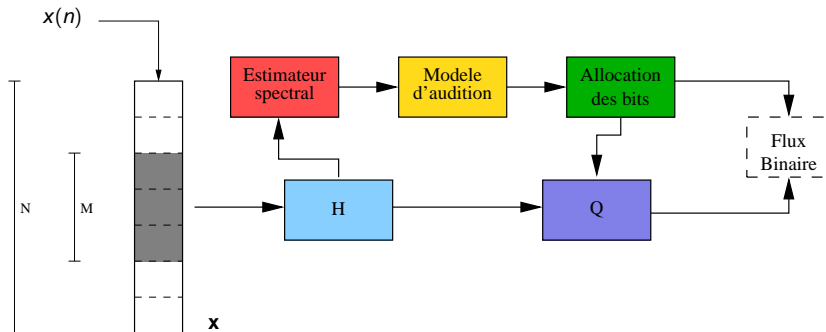 x(n)
Estimateur
spectral
Modele
d'audition
Allocation
des bits
Flux
Binaire
N
M
H
Q
x